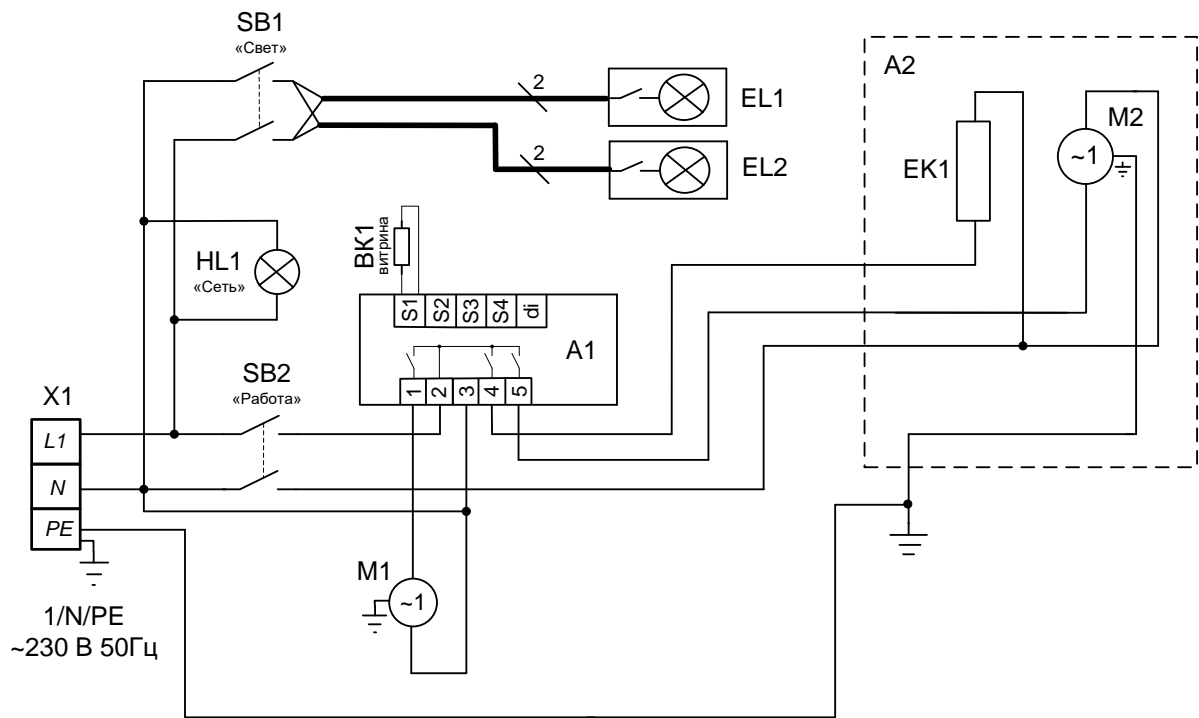 SB1
«Свет»
2
EL1
2
EL2
A2
M2
~1
EK1
HL1
«Сеть»
BK1
витрина
S1 S2 S3 S4 di
A1
1 2 3 4 5
SB2
«Работа»
X1
L1
N
PE
1/N/PE
~230 В 50Гц
M1
~1